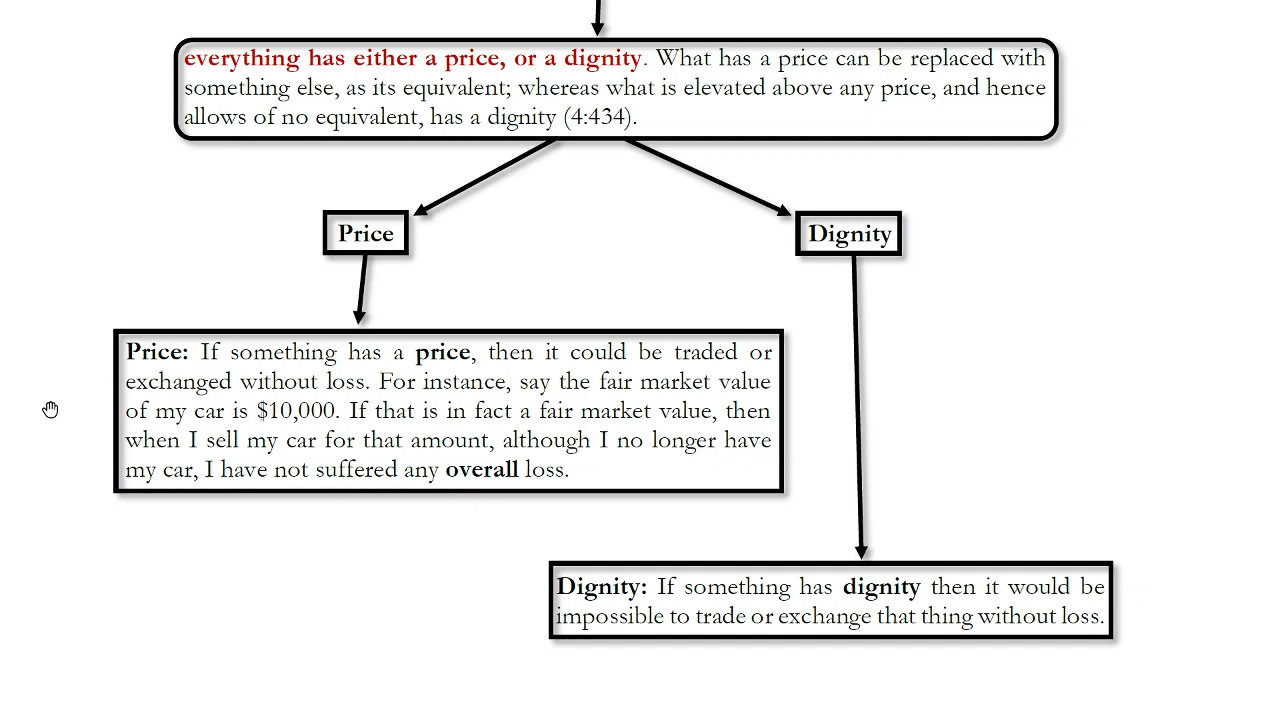 everything has either a price, or a dignity. What has a price can be replaced with
something else, as its equivalent; whereas what is elevated above any price, and hence
allows of no equivalent, has a dignity (4:434).
Price
Dignity
Price: If something has a price, then it could be traded or
exchanged without loss. For instance, say the fair market value
of my car is $10,000. If that is in fact a fair market value, then
when I sell my car for that amount, although I no longer have
my car, I have not suffered any overall loss.
Dignity: If something has dignity then it would be
impossible to trade or exchange that thing without loss.